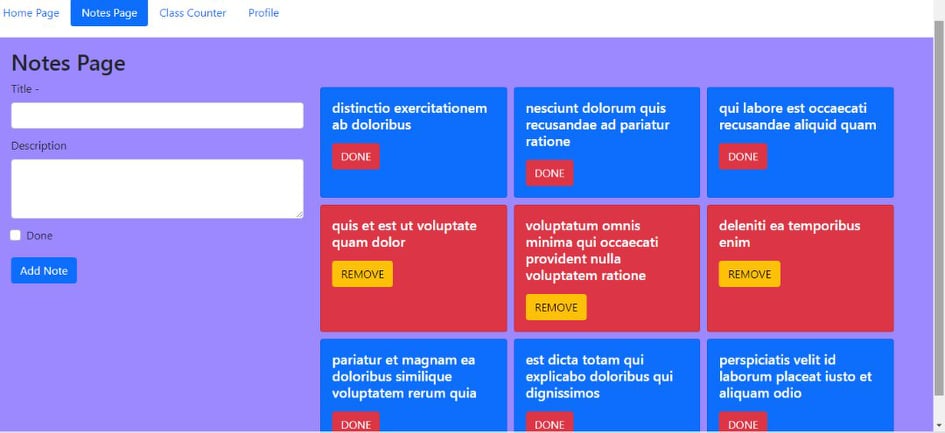 Home Page Notes Page Class Counter Profile
Notes Page
Title -
Description
Done
Add Note
distinctio exercitationem
ab doloribus
DONE
nesciunt dolorum quis
recusandae ad pariatur
ratione
DONE
qui labore est occaecati
recusandae aliquid quam
DONE
quis et est ut voluptate
quam dolor
REMOVE
voluptatum omnis
minima qui occaecati
provident nulla
voluptatem ratione
REMOVE
deleniti ea temporibus
enim
REMOVE
pariatur et magnam ea
doloribus similique
voluptatem rerum quia
DONE
est dicta totam qui
explicabo doloribus qui
dignissimos
DONE
perspiciatis velit id
laborum placeat iusto et
aliquam odio
DONE